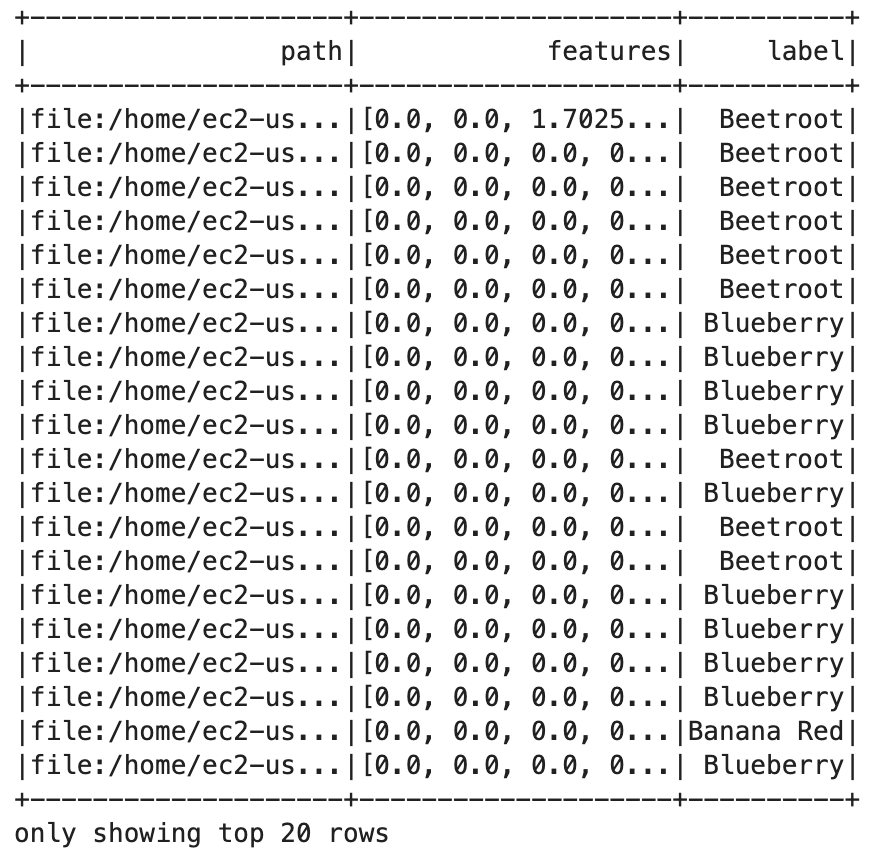 +--------------------+--------------------+----------+
|                path|            features|     label|
+--------------------+--------------------+----------+
|file:/home/ec2-us...|[0.0, 0.0, 1.7025...|  Beetroot|
|file:/home/ec2-us...|[0.0, 0.0, 0.0, 0...|  Beetroot|
|file:/home/ec2-us...|[0.0, 0.0, 0.0, 0...|  Beetroot|
|file:/home/ec2-us...|[0.0, 0.0, 0.0, 0...|  Beetroot|
|file:/home/ec2-us...|[0.0, 0.0, 0.0, 0...|  Beetroot|
|file:/home/ec2-us...|[0.0, 0.0, 0.0, 0...|  Beetroot|
|file:/home/ec2-us...|[0.0, 0.0, 0.0, 0...| Blueberry|
|file:/home/ec2-us...|[0.0, 0.0, 0.0, 0...| Blueberry|
|file:/home/ec2-us...|[0.0, 0.0, 0.0, 0...| Blueberry|
|file:/home/ec2-us...|[0.0, 0.0, 0.0, 0...| Blueberry|
|file:/home/ec2-us...|[0.0, 0.0, 0.0, 0...|  Beetroot|
|file:/home/ec2-us...|[0.0, 0.0, 0.0, 0...| Blueberry|
|file:/home/ec2-us...|[0.0, 0.0, 0.0, 0...|  Beetroot|
|file:/home/ec2-us...|[0.0, 0.0, 0.0, 0...|  Beetroot|
|file:/home/ec2-us...|[0.0, 0.0, 0.0, 0...| Blueberry|
|file:/home/ec2-us...|[0.0, 0.0, 0.0, 0...| Blueberry|
|file:/home/ec2-us...|[0.0, 0.0, 0.0, 0...| Blueberry|
|file:/home/ec2-us...|[0.0, 0.0, 0.0, 0...| Blueberry|
|file:/home/ec2-us...|[0.0, 0.0, 0.0, 0...|Banana Red|
|file:/home/ec2-us...|[0.0, 0.0, 0.0, 0...| Blueberry|
+--------------------+--------------------+----------+
only showing top 20 rows